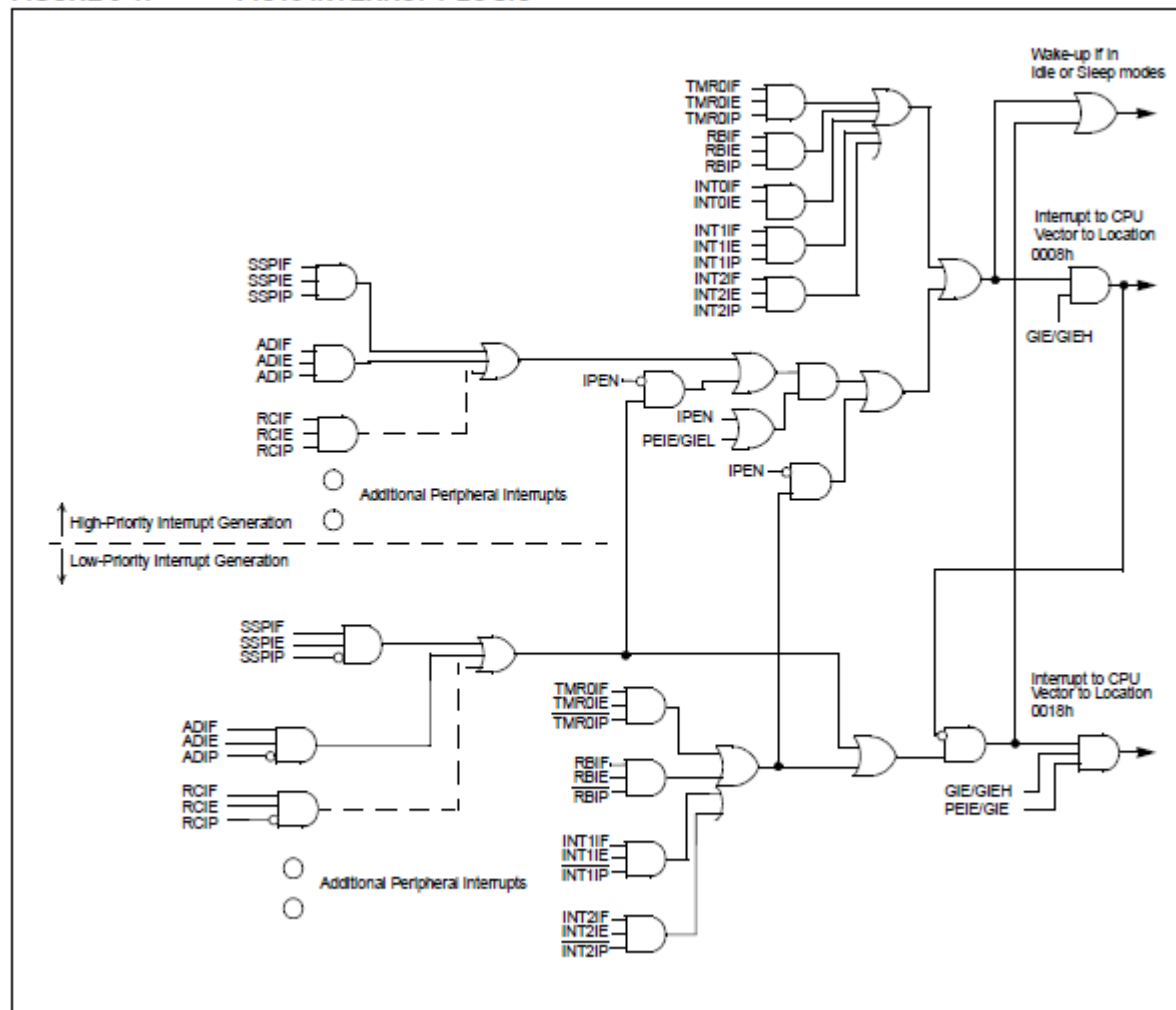 Wake-up if in
Idle or Sleep modes
TMR0IF
TMR0IE
TMR0IP
RBIF
RBIE
RBIP
INT0IF
INT0IE
INT1IF
INT1IE
INT1IP
INT2IF
INT2IE
INT2IP
Interrupt to CPU
Vector to Location
0008h
GIE/GIEH
SSPIF
SSPIE
SSPIP
ADIF
ADIE
ADIP
RCIF
RCIE
RCIP
IPEN
IPEN
PEIE/GIEL
IPEN
Additional Peripheral Interrupts
High-Priority Interrupt Generation
Low-Priority Interrupt Generation
SSPIF
SSPIE
SSPIP
ADIF
ADIE
ADIP
RCIF
RCIE
RCIP
Additional Peripheral Interrupts
TMR0IF
TMR0IE
TMR0IP
RBIF
RBIE
RBIP
INT1IF
INT1IE
INT1IP
INT2IF
INT2IE
INT2IP
Interrupt to CPU
Vector to Location
0018h
GIE/GIEH
PEIE/GIE